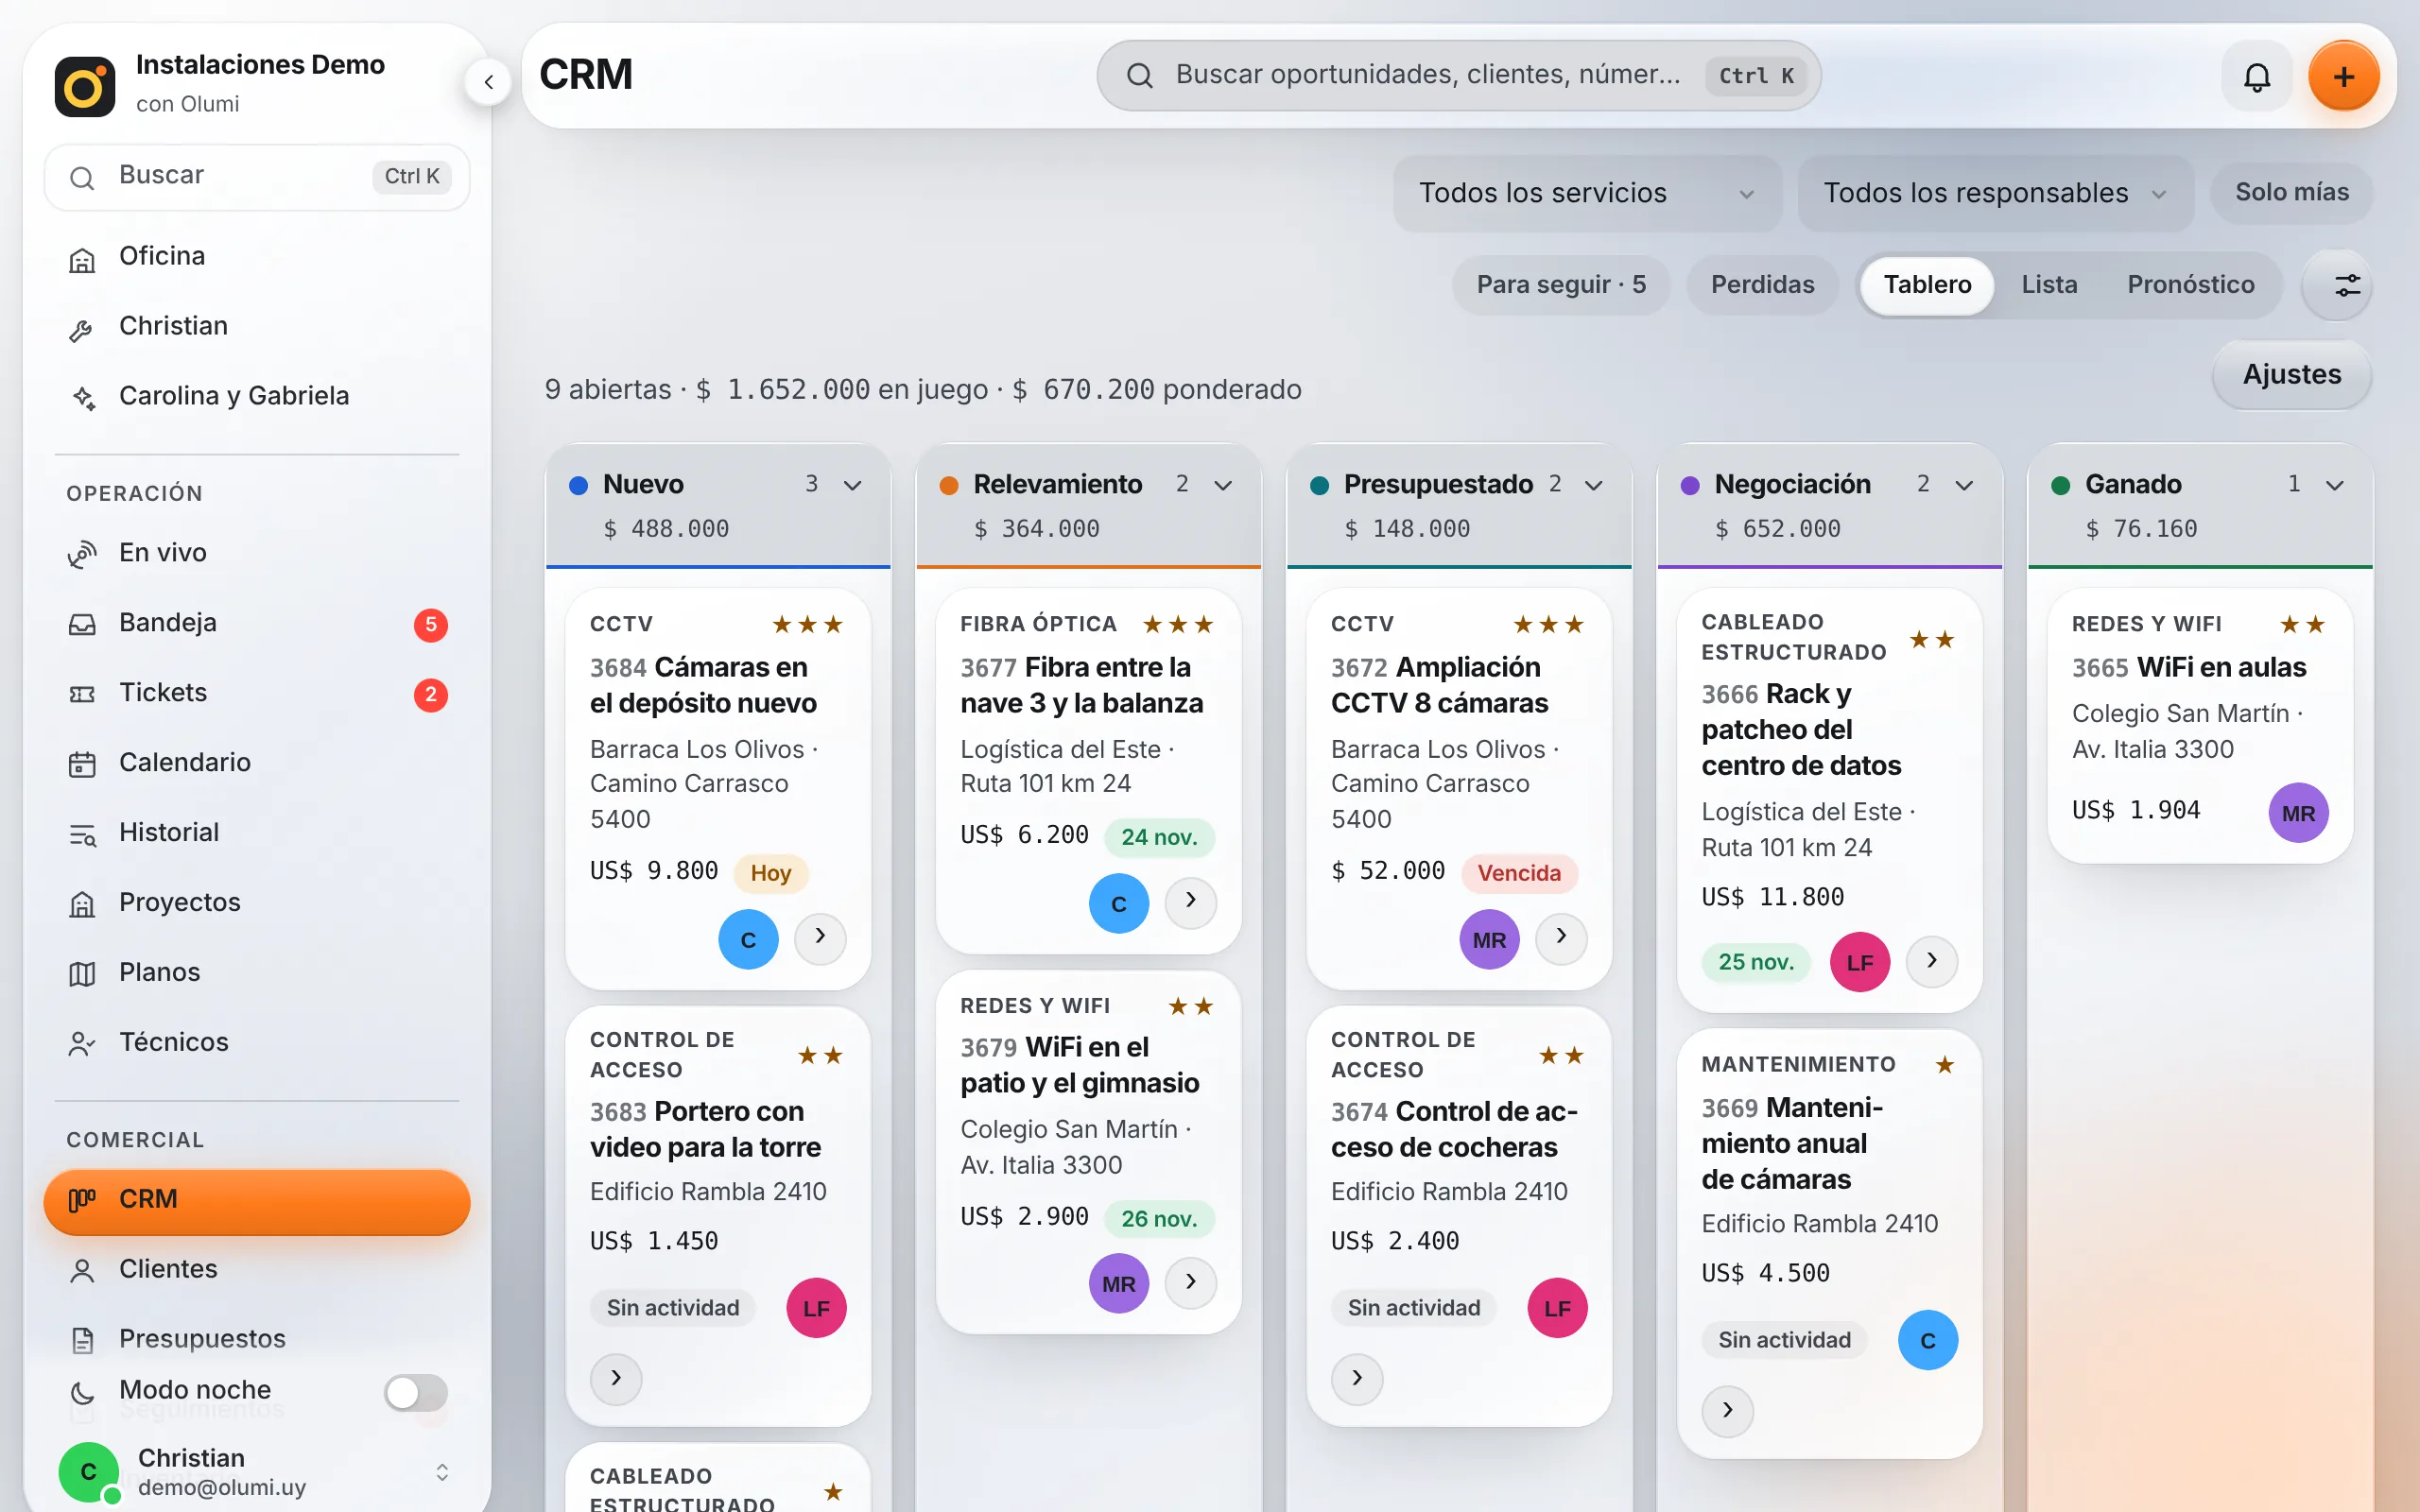 Instalaciones Demo
con Olumi
Buscar Ctrl K
Oficina
Christian
Carolina y Gabriela
OPERACIÓN
En vivo
Bandeja 5
Tickets 2
Calendario
Historial
Proyectos
Planos
Técnicos
COMERCIAL
CRM
Clientes
Presupuestos
Modo noche
Seguimientos
C Christian
demo@olumi.uy
CRM
Buscar oportunidades, clientes, númer... Ctrl K
+
Todos los servicios
Todos los responsables
Solo mías
Para seguir · 5
Perdidas
Tablero
Lista
Pronóstico
Ajustes
9 abiertas · $ 1.652.000 en juego · $ 670.200 ponderado
Nuevo 3
$ 488.000
CCTV ★★★
3684 Cámaras en
el depósito nuevo
Barraca Los Olivos ·
Camino Carrasco
5400
US$ 9.800 Hoy
C
CONTROL DE
ACCESO ★★
3683 Portero con
video para la torre
Edificio Rambla 2410
US$ 1.450
Sin actividad LF
CABLEADO
ESTRUCTURADO ★
Relevamiento 2
$ 364.000
FIBRA ÓPTICA ★★★
3677 Fibra entre la
nave 3 y la balanza
Logística del Este ·
Ruta 101 km 24
US$ 6.200 24 nov.
C
REDES Y WIFI ★★
3679 WiFi en el
patio y el gimnasio
Colegio San Martín ·
Av. Italia 3300
US$ 2.900 26 nov.
MR
Presupuestado 2
$ 148.000
CCTV ★★★
3672 Ampliación
CCTV 8 cámaras
Barraca Los Olivos ·
Camino Carrasco
5400
$ 52.000 Vencida
MR
CONTROL DE
ACCESO ★★
3674 Control de ac-
ceso de cocheras
Edificio Rambla 2410
US$ 2.400
Sin actividad LF
Negociación 2
$ 652.000
CABLEADO
ESTRUCTURADO ★★
3666 Rack y
patcheo del
centro de datos
Logística del Este ·
Ruta 101 km 24
US$ 11.800
25 nov. LF
MANTENIMIENTO ★
3669 Manteni-
miento anual
de cámaras
Edificio Rambla 2410
US$ 4.500
Sin actividad C
Ganado 1
$ 76.160
REDES Y WIFI ★★
3665 WiFi en aulas
Colegio San Martín ·
Av. Italia 3300
US$ 1.904 MR